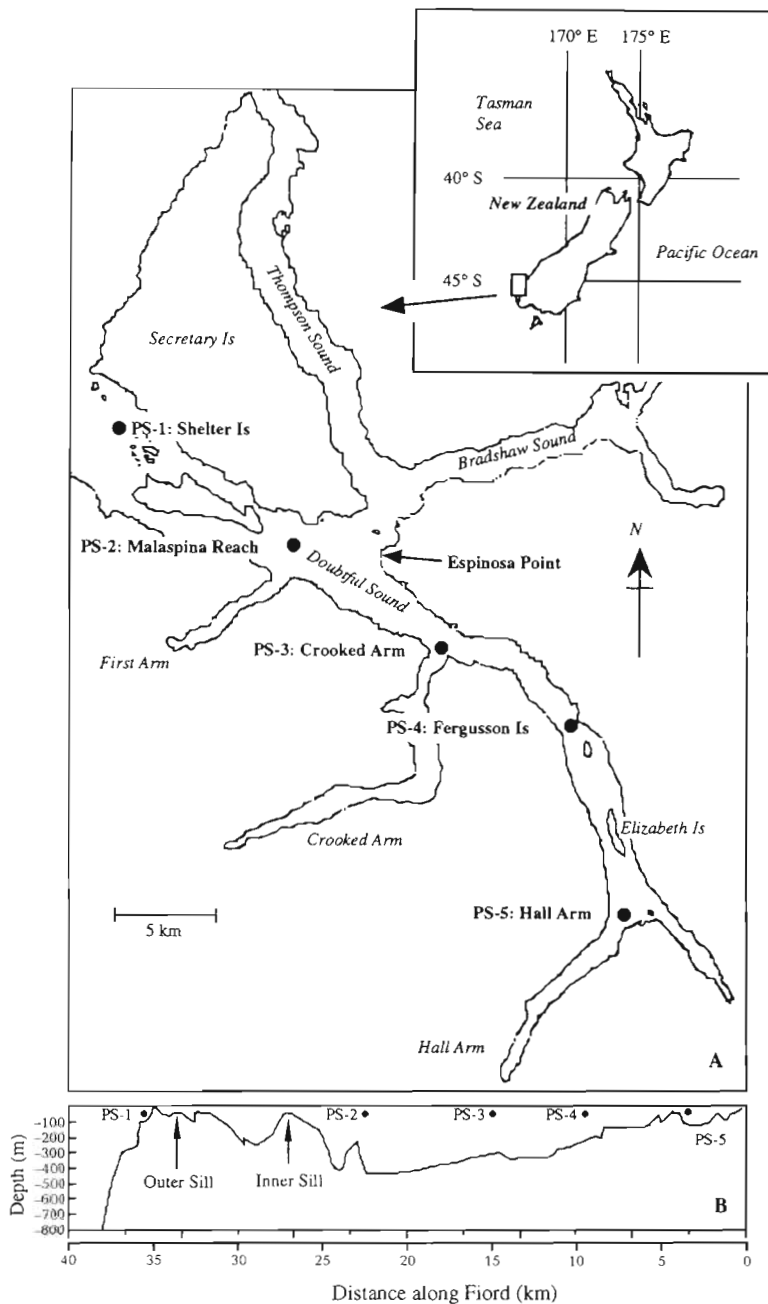 170° E 175° E
Tasman
Sea
40° S
New Zealand
Pacific Ocean
45° S
Thompson Sound
Secretary Is
PS-1: Shelter Is
Bradshaw Sound
N
PS-2: Malaspina Reach
Espinosa Point
Doubtful Sound
First Arm
PS-3: Crooked Arm
PS-4: Fergusson Is
Crooked Arm
Elizabeth Is
5 km
PS-5: Hall Arm
Hall Arm
A
Depth (m)
-100
-200
-300
-400
-500
-600
-700
-800
PS-1
PS-2
PS-3
PS-4
PS-5
Outer Sill
Inner Sill
B
40 35 30 25 20 15 10 5 0
Distance along Fiord (km)